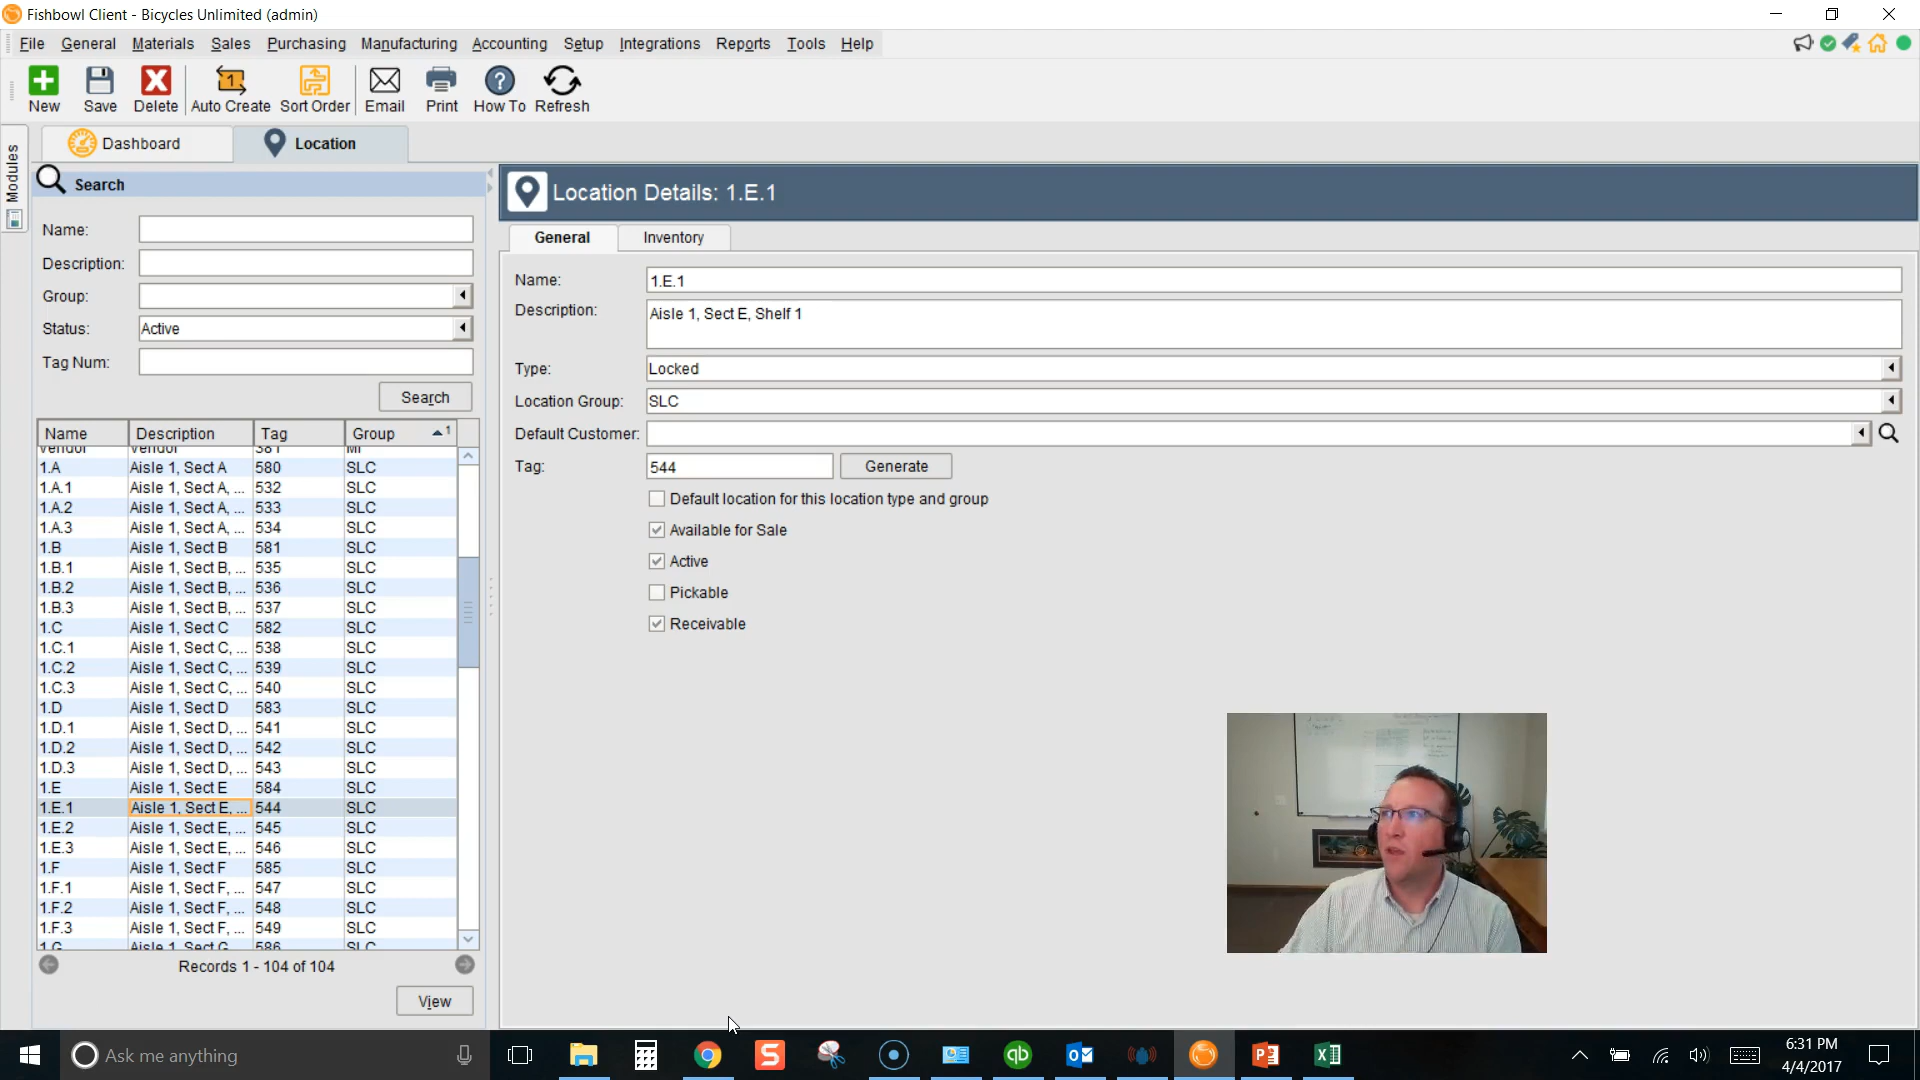 Fishbowl Client - Bicycles Unlimited (admin)
File General Materials Sales Purchasing Manufacturing Accounting Setup Integrations Reports Tools Help
New Save Delete Auto Create Sort Order Email Print How To Refresh
Modules
Dashboard Location
Search
Name:
Description:
Group:
Status: Active
Tag Num:
Search
Name Description Tag Group 1
Vendor Vendor 381 MI
1.A Aisle 1, Sect A 580 SLC
1.A.1 Aisle 1, Sect A, ... 532 SLC
1.A.2 Aisle 1, Sect A, ... 533 SLC
1.A.3 Aisle 1, Sect A, ... 534 SLC
1.B Aisle 1, Sect B 581 SLC
1.B.1 Aisle 1, Sect B, ... 535 SLC
1.B.2 Aisle 1, Sect B, ... 536 SLC
1.B.3 Aisle 1, Sect B, ... 537 SLC
1.C Aisle 1, Sect C 582 SLC
1.C.1 Aisle 1, Sect C, ... 538 SLC
1.C.2 Aisle 1, Sect C, ... 539 SLC
1.C.3 Aisle 1, Sect C, ... 540 SLC
1.D Aisle 1, Sect D 583 SLC
1.D.1 Aisle 1, Sect D, ... 541 SLC
1.D.2 Aisle 1, Sect D, ... 542 SLC
1.D.3 Aisle 1, Sect D, ... 543 SLC
1.E Aisle 1, Sect E 584 SLC
1.E.1 Aisle 1, Sect E, ... 544 SLC
1.E.2 Aisle 1, Sect E, ... 545 SLC
1.E.3 Aisle 1, Sect E, ... 546 SLC
1.F Aisle 1, Sect F 585 SLC
1.F.1 Aisle 1, Sect F, ... 547 SLC
1.F.2 Aisle 1, Sect F, ... 548 SLC
1.F.3 Aisle 1, Sect F, ... 549 SLC
1.G Aisle 1, Sect G 586 SLC
Records 1 - 104 of 104
View
Location Details: 1.E.1
General Inventory
Name: 1.E.1
Description: Aisle 1, Sect E, Shelf 1
Type: Locked
Location Group: SLC
Default Customer:
Tag: 544 Generate
Default location for this location type and group
Available for Sale
Active
Pickable
Receivable
Ask me anything
6:31 PM
4/4/2017